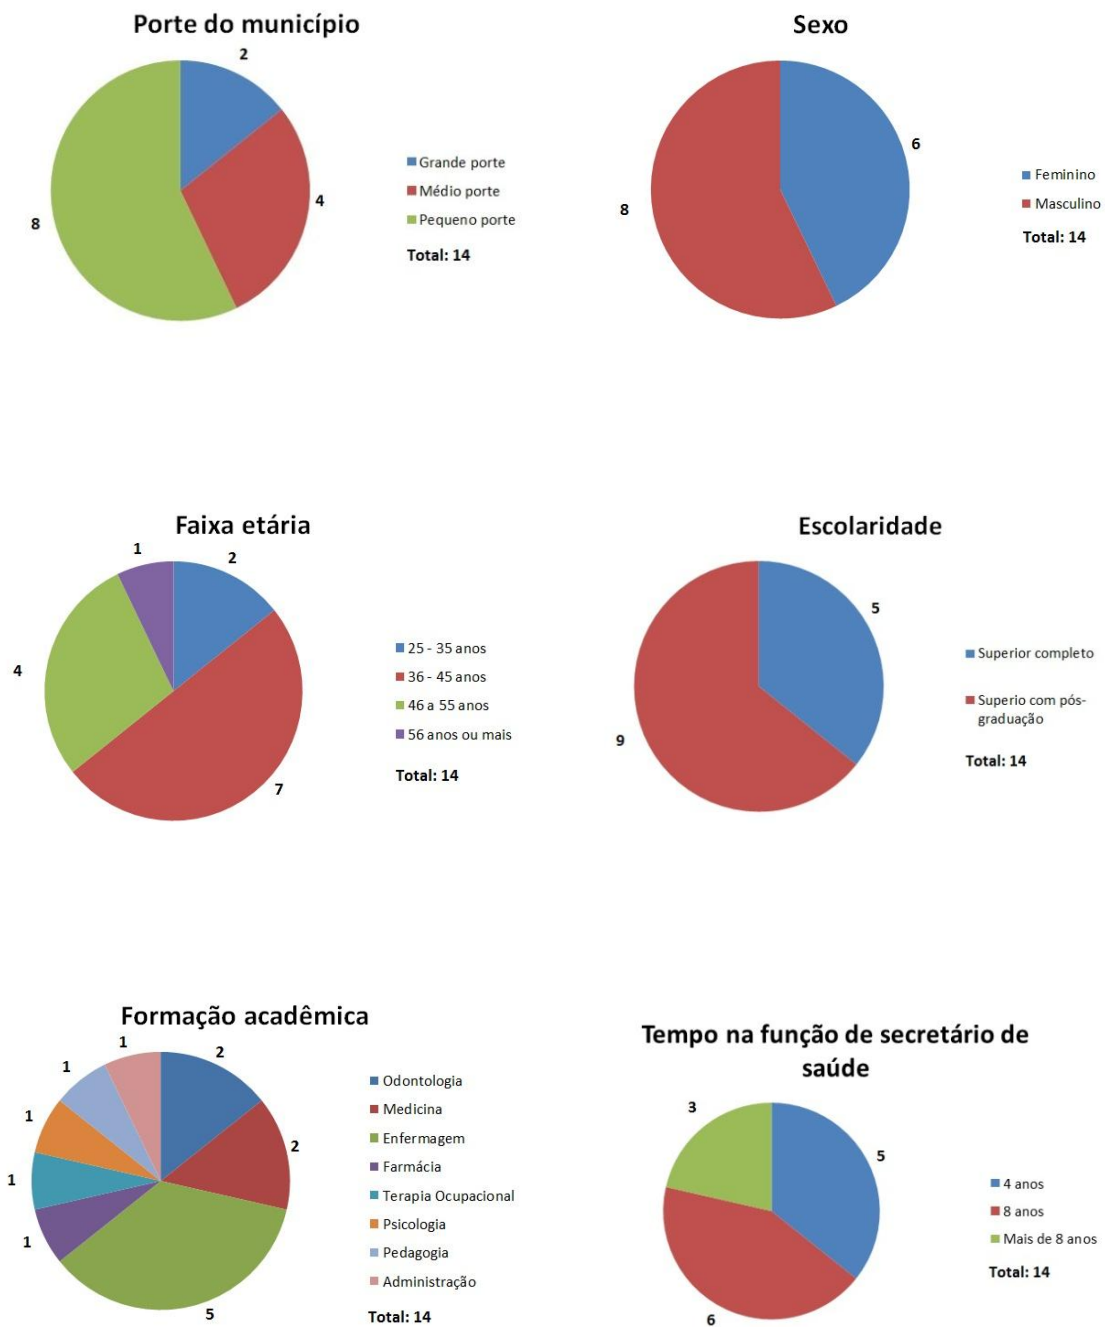 Porte do município
2
4
8
Grande porte
Médio porte
Pequeno porte
Total: 14
Sexo
6
8
Feminino
Masculino
Total: 14
Faixa etária
1
2
4
7
25 - 35 anos
36 - 45 anos
46 a 55 anos
56 anos ou mais
Total: 14
Escolaridade
5
9
Superior completo
Superio com pós-
graduação
Total: 14
Formação acadêmica
1
2
1
1
2
1
1
5
Odontologia
Medicina
Enfermagem
Farmácia
Terapia Ocupacional
Psicologia
Pedagogia
Administração
Total: 14
Tempo na função de secretário de
saúde
3
5
6
4 anos
8 anos
Mais de 8 anos
Total: 14